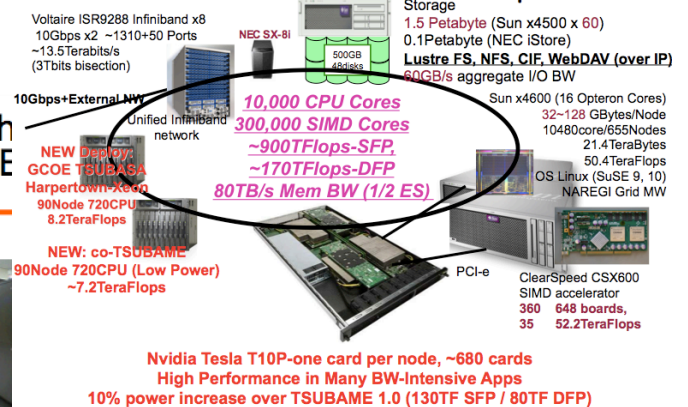 Storage
1.5 Petabyte (Sun x4500 x 60)
0.1Petabyte (NEC iStore)
Lustre FS, NFS, CIF, WebDAV (over IP)
60GB/s aggregate I/O BW
Voltaire ISR9288 Infiniband x8
10Gbps x2 ~1310+50 Ports
~13.5Terabits/s
(3Tbits bisection)
NEC SX-8i
500GB
48disks
10Gbps+External NW
Unified Infiniband
network
10,000 CPU Cores
300,000 SIMD Cores
~900TFlops-SFP,
~170TFlops-DFP
80TB/s Mem BW (1/2 ES)
Sun x4600 (16 Opteron Cores)
32~128 GBytes/Node
10480core/655Nodes
21.4TeraBytes
50.4TeraFlops
OS Linux (SuSE 9, 10)
NAREGI Grid MW
h
E
NEW Deploy:
GCOE TSUBASA
Harpertown-Xeon
90Node 720CPU
8.2TeraFlops
NEW: co-TSUBAME
90Node 720CPU (Low Power)
~7.2TeraFlops
PCI-e
ClearSpeed CSX600
SIMD accelerator
360 648 boards,
35 52.2TeraFlops
Nvidia Tesla T10P-one card per node, ~680 cards
High Performance in Many BW-Intensive Apps
10% power increase over TSUBAME 1.0 (130TF SFP / 80TF DFP)